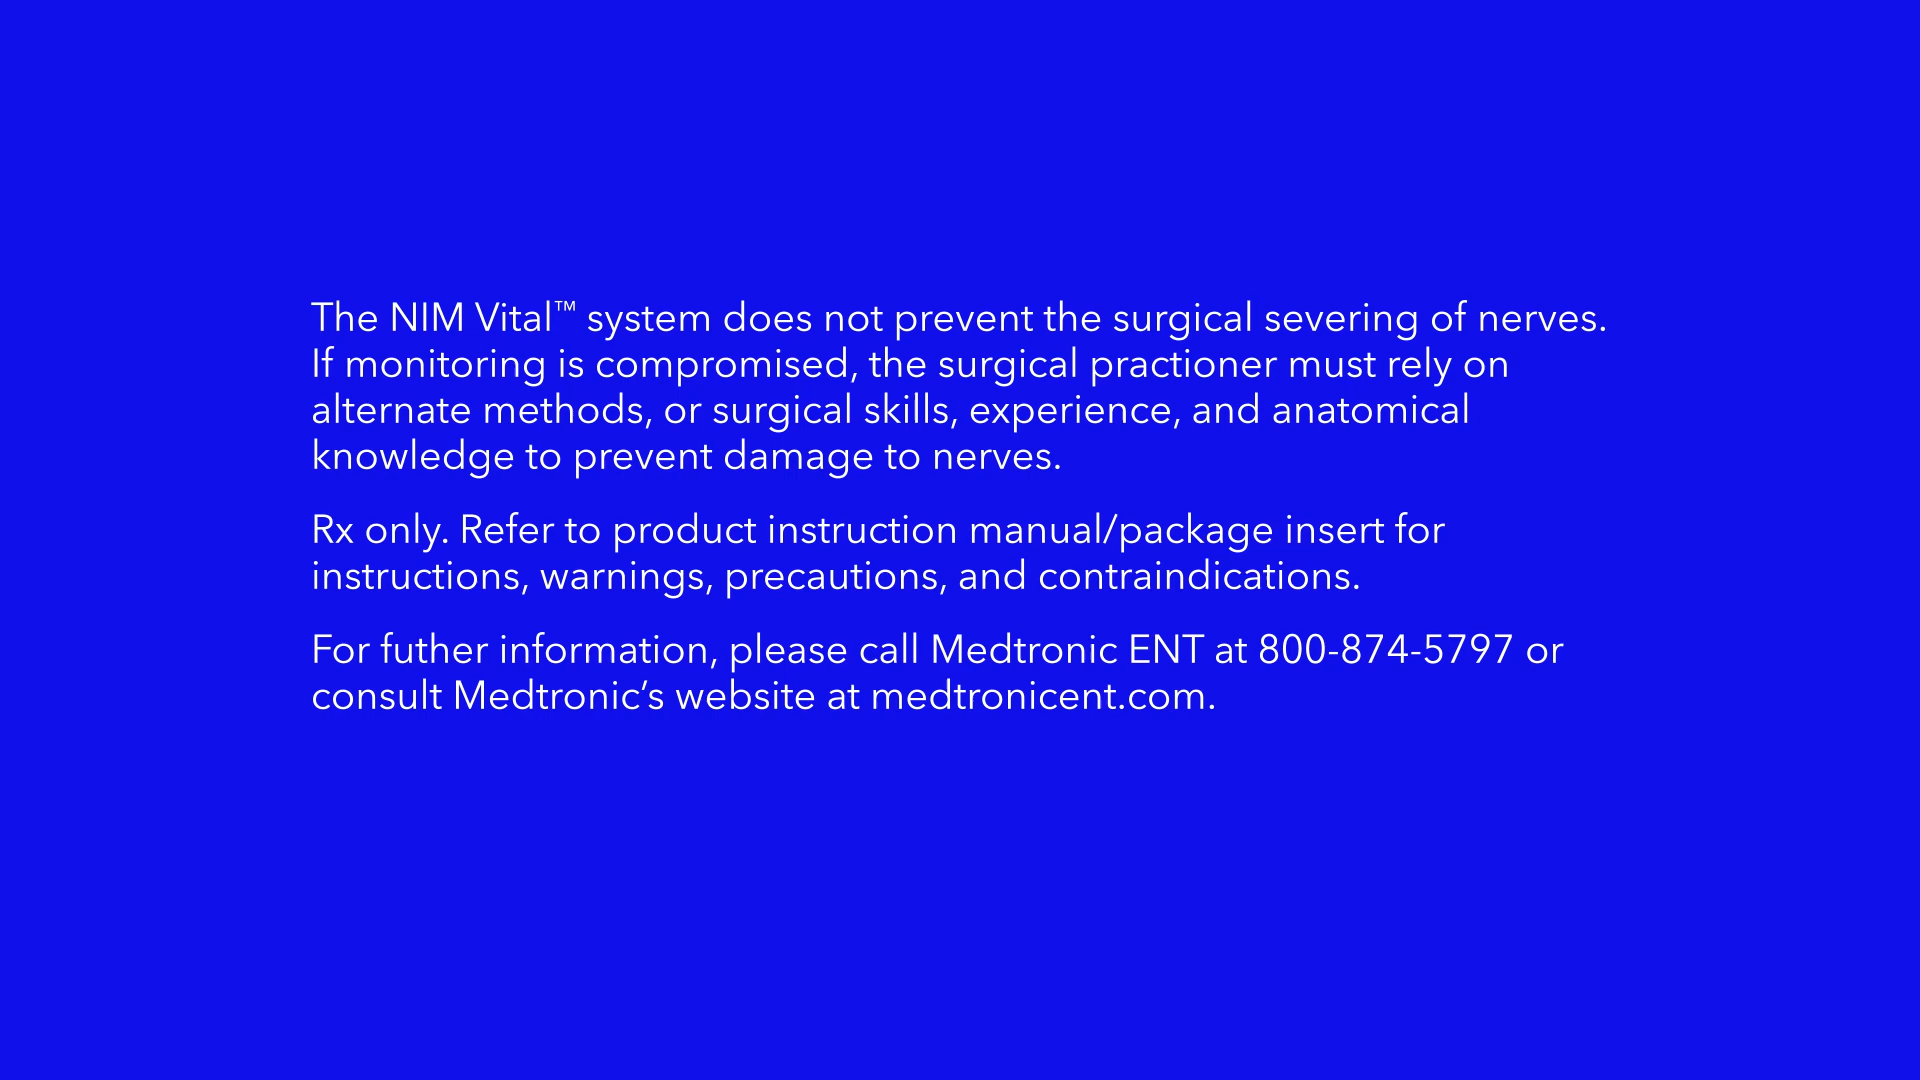 The NIM Vital™ system does not prevent the surgical severing of nerves.
If monitoring is compromised, the surgical practioner must rely on
alternate methods, or surgical skills, experience, and anatomical
knowledge to prevent damage to nerves.
Rx only. Refer to product instruction manual/package insert for
instructions, warnings, precautions, and contraindications.
For futher information, please call Medtronic ENT at 800-874-5797 or
consult Medtronic’s website at medtronicent.com.